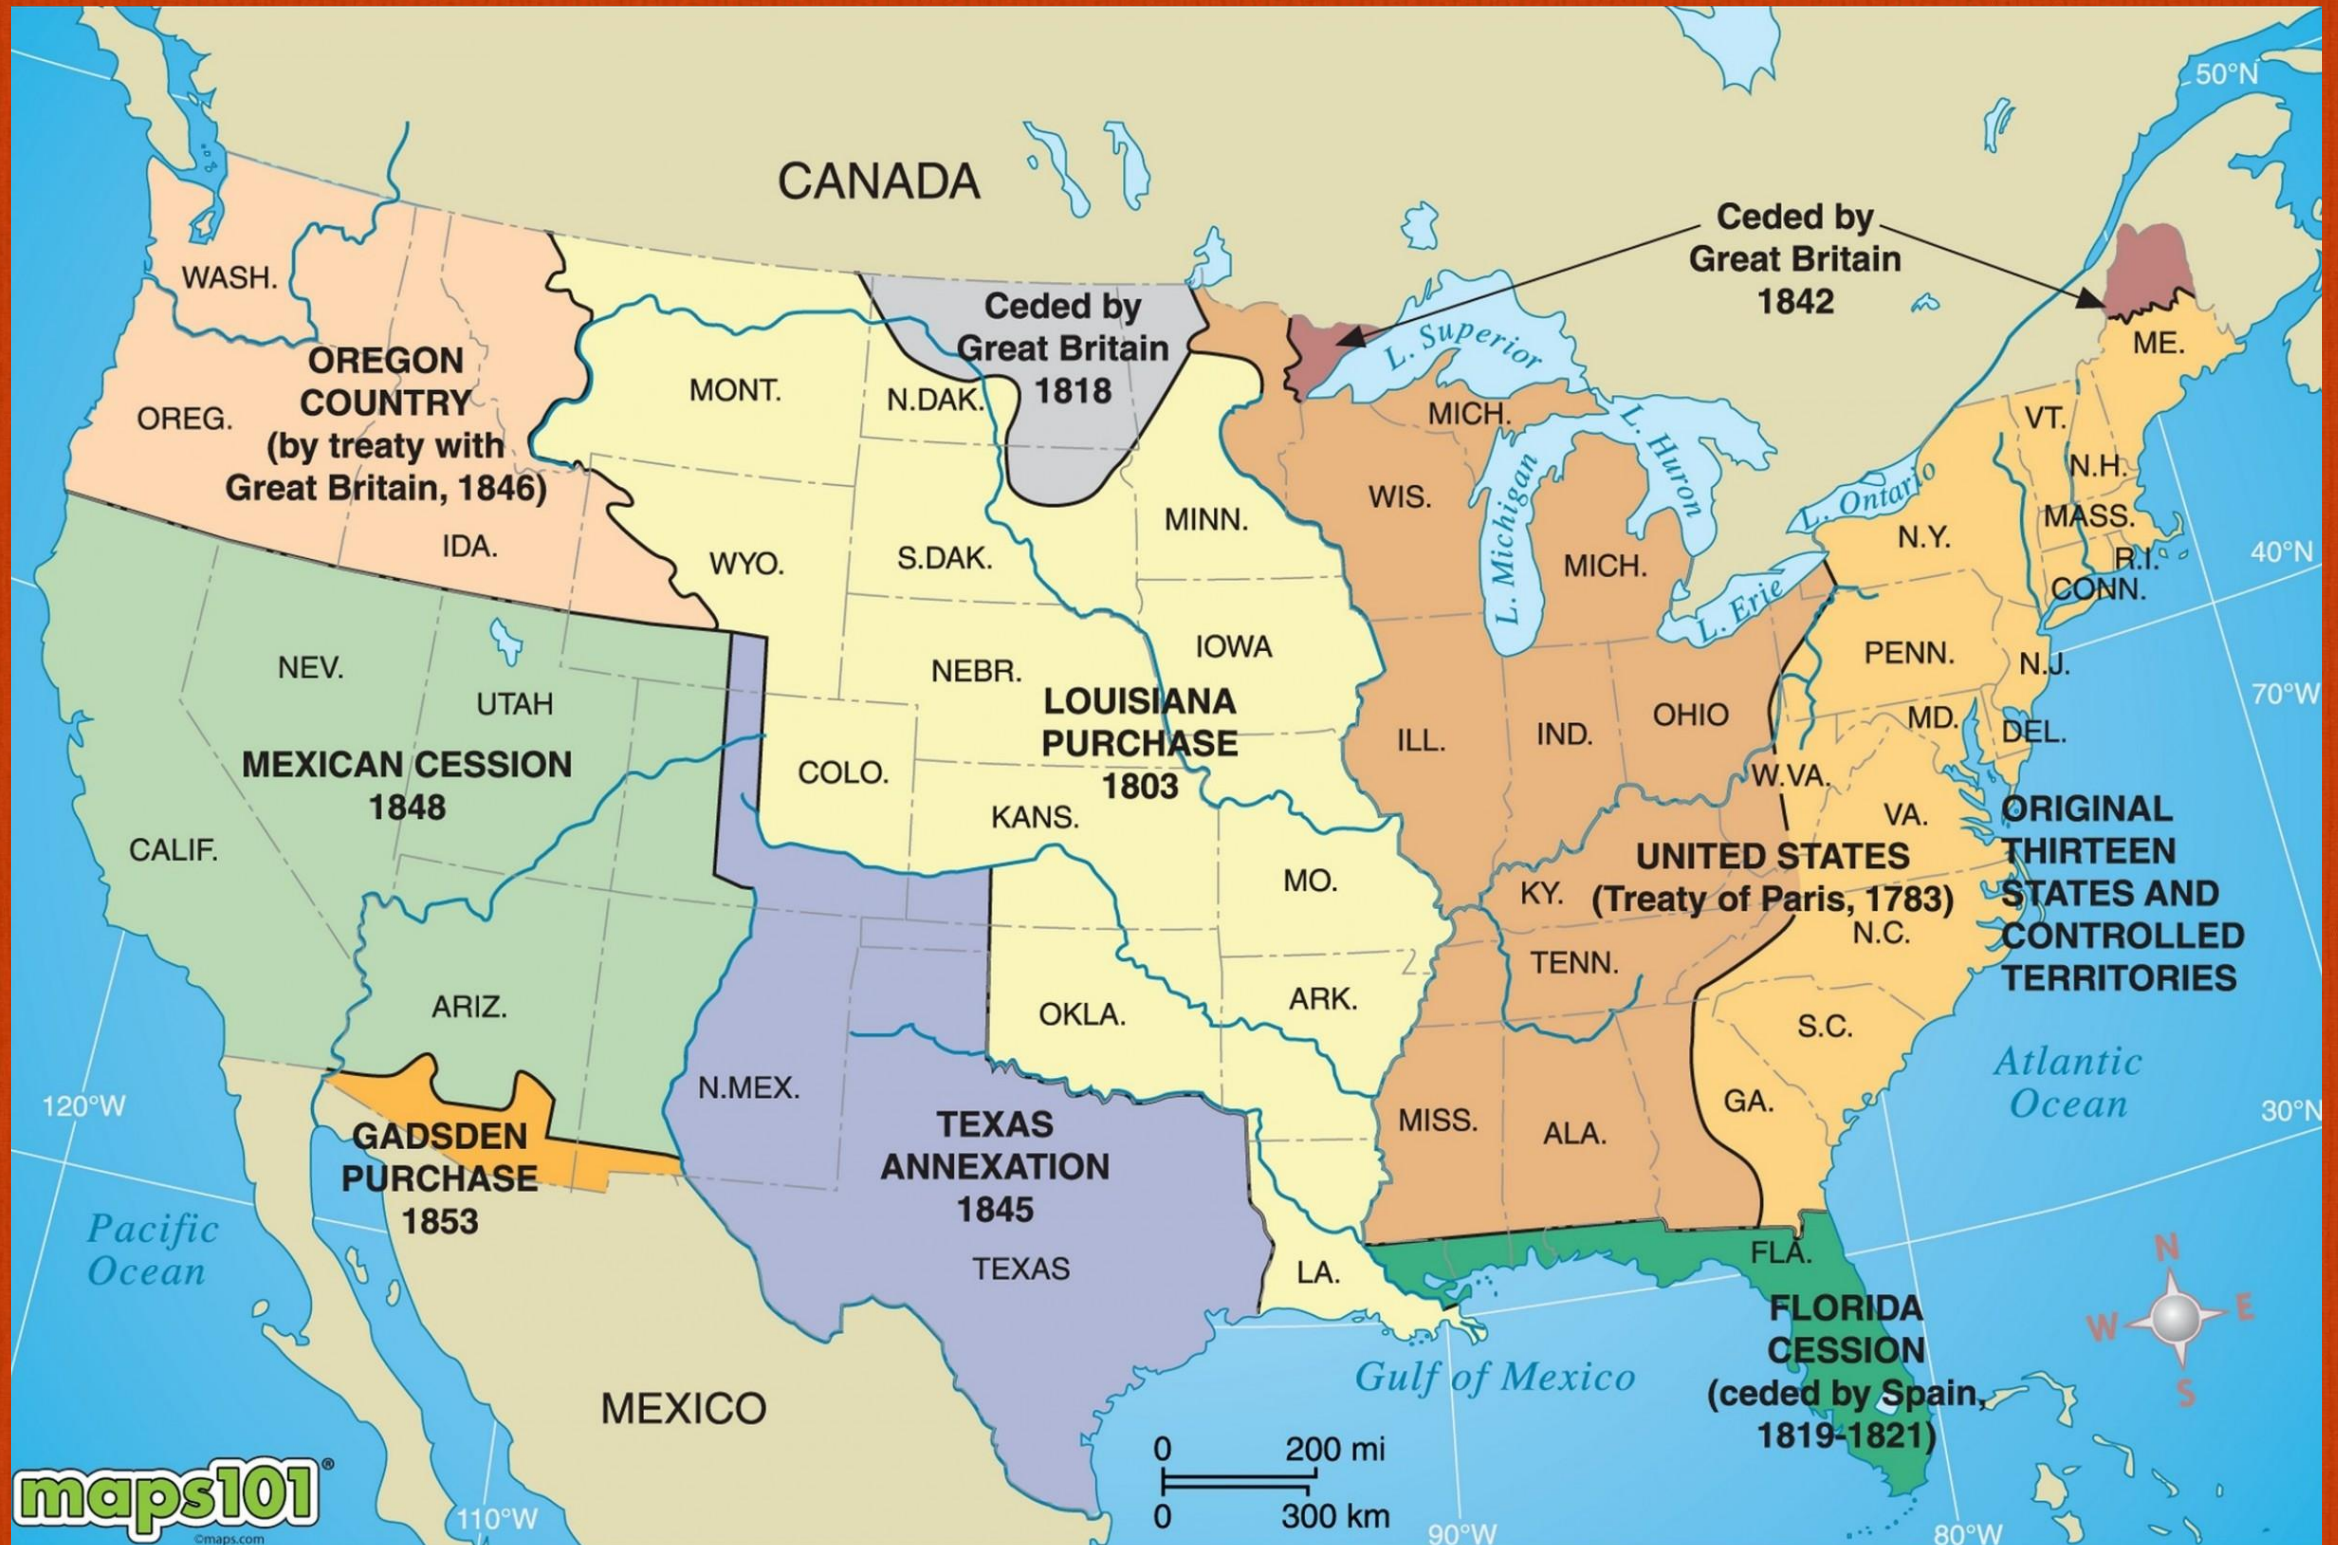 CANADA
50°N
Ceded by
Great Britain
1842
WASH.
Ceded by
Great Britain
1818
L. Superior
ME.
OREGON
COUNTRY
(by treaty with
Great Britain, 1846)
OREG.
MONT.
N.DAK.
MICH.
L. Huron
VT.
N.H.
L. Michigan
L. Ontario
WIS.
MINN.
MASS.
N.Y.
IDA.
WYO.
S.DAK.
MICH.
R.I.
40°N
CONN.
L. Erie
NEV.
UTAH
NEBR.
IOWA
PENN.
N.J.
70°W
LOUISIANA
PURCHASE
1803
ILL.
IND.
OHIO
MD.
DEL.
MEXICAN CESSION
1848
COLO.
W.VA.
KANS.
VA.
ORIGINAL
THIRTEEN
STATES AND
CONTROLLED
TERRITORIES
CALIF.
UNITED STATES
(Treaty of Paris, 1783)
MO.
KY.
N.C.
TENN.
ARIZ.
OKLA.
ARK.
S.C.
Atlantic
Ocean
120°W
N.MEX.
MISS.
ALA.
GA.
30°N
GADSDEN
PURCHASE
1853
TEXAS
ANNEXATION
1845
Pacific
Ocean
TEXAS
LA.
FLA.
N
W
E
S
FLORIDA
CESSION
(ceded by Spain,
1819-1821)
Gulf of Mexico
MEXICO
0 200 mi
0 300 km
maps101®
©maps.com
110°W
90°W
80°W